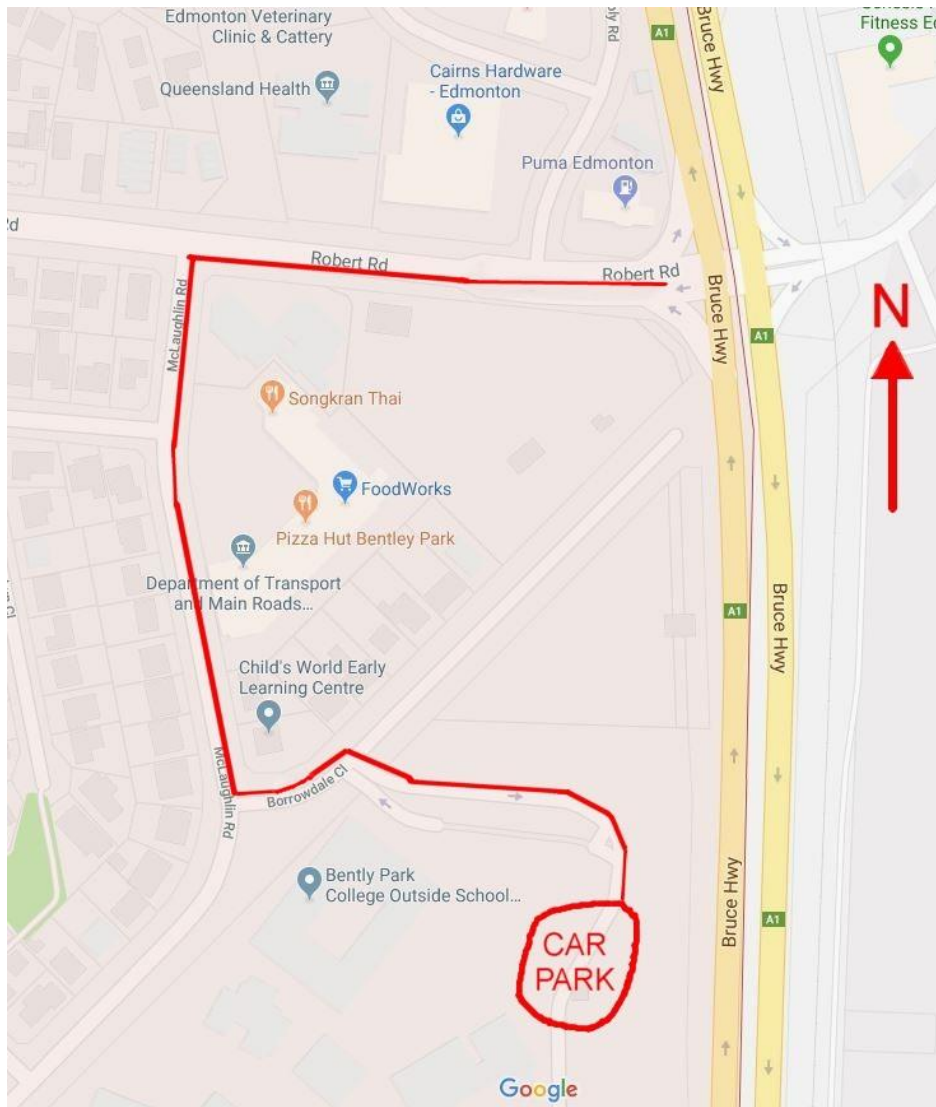 Edmonton Veterinary
Clinic & Cattery
Bruce Hwy
A1
Fitness
Queensland Health
Cairns Hardware
- Edmonton
Puma Edmonton
Robert Rd
Robert Rd
McLaughlin Rd
Bruce Hwy
A1
N
Songkran Thai
FoodWorks
Pizza Hut Bentley Park
Department of Transport
and Main Roads...
A1
Bruce Hwy
Child's World Early
Learning Centre
McLaughlin Rd
Borrowdale Cl
Bently Park
College Outside School...
Bruce Hwy
A1
CAR
PARK
Google